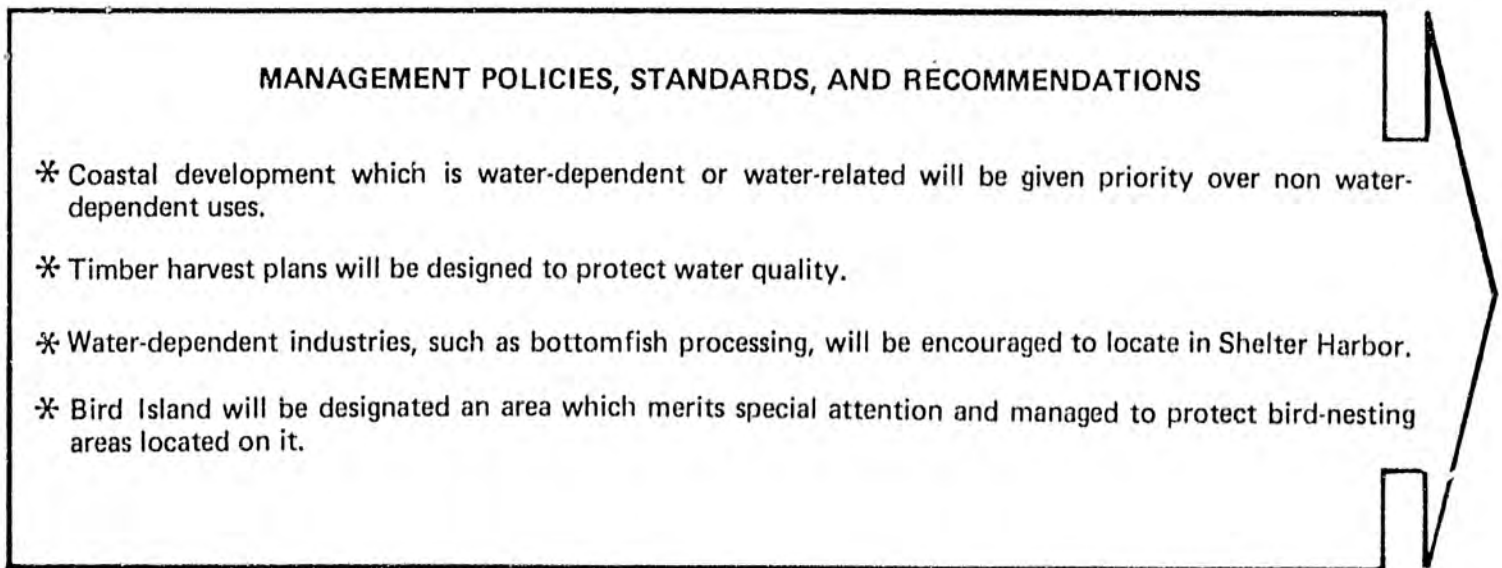 MANAGEMENT POLICIES, STANDARDS, AND RECOMMENDATIONS
* Coastal development which is water-dependent or water-related will be given priority over non water-
dependent uses.
* Timber harvest plans will be designed to protect water quality.
* Water-dependent industries, such as bottomfish processing, will be encouraged to locate in Shelter Harbor.
* Bird Island will be designated an area which merits special attention and managed to protect bird-nesting
areas located on it.